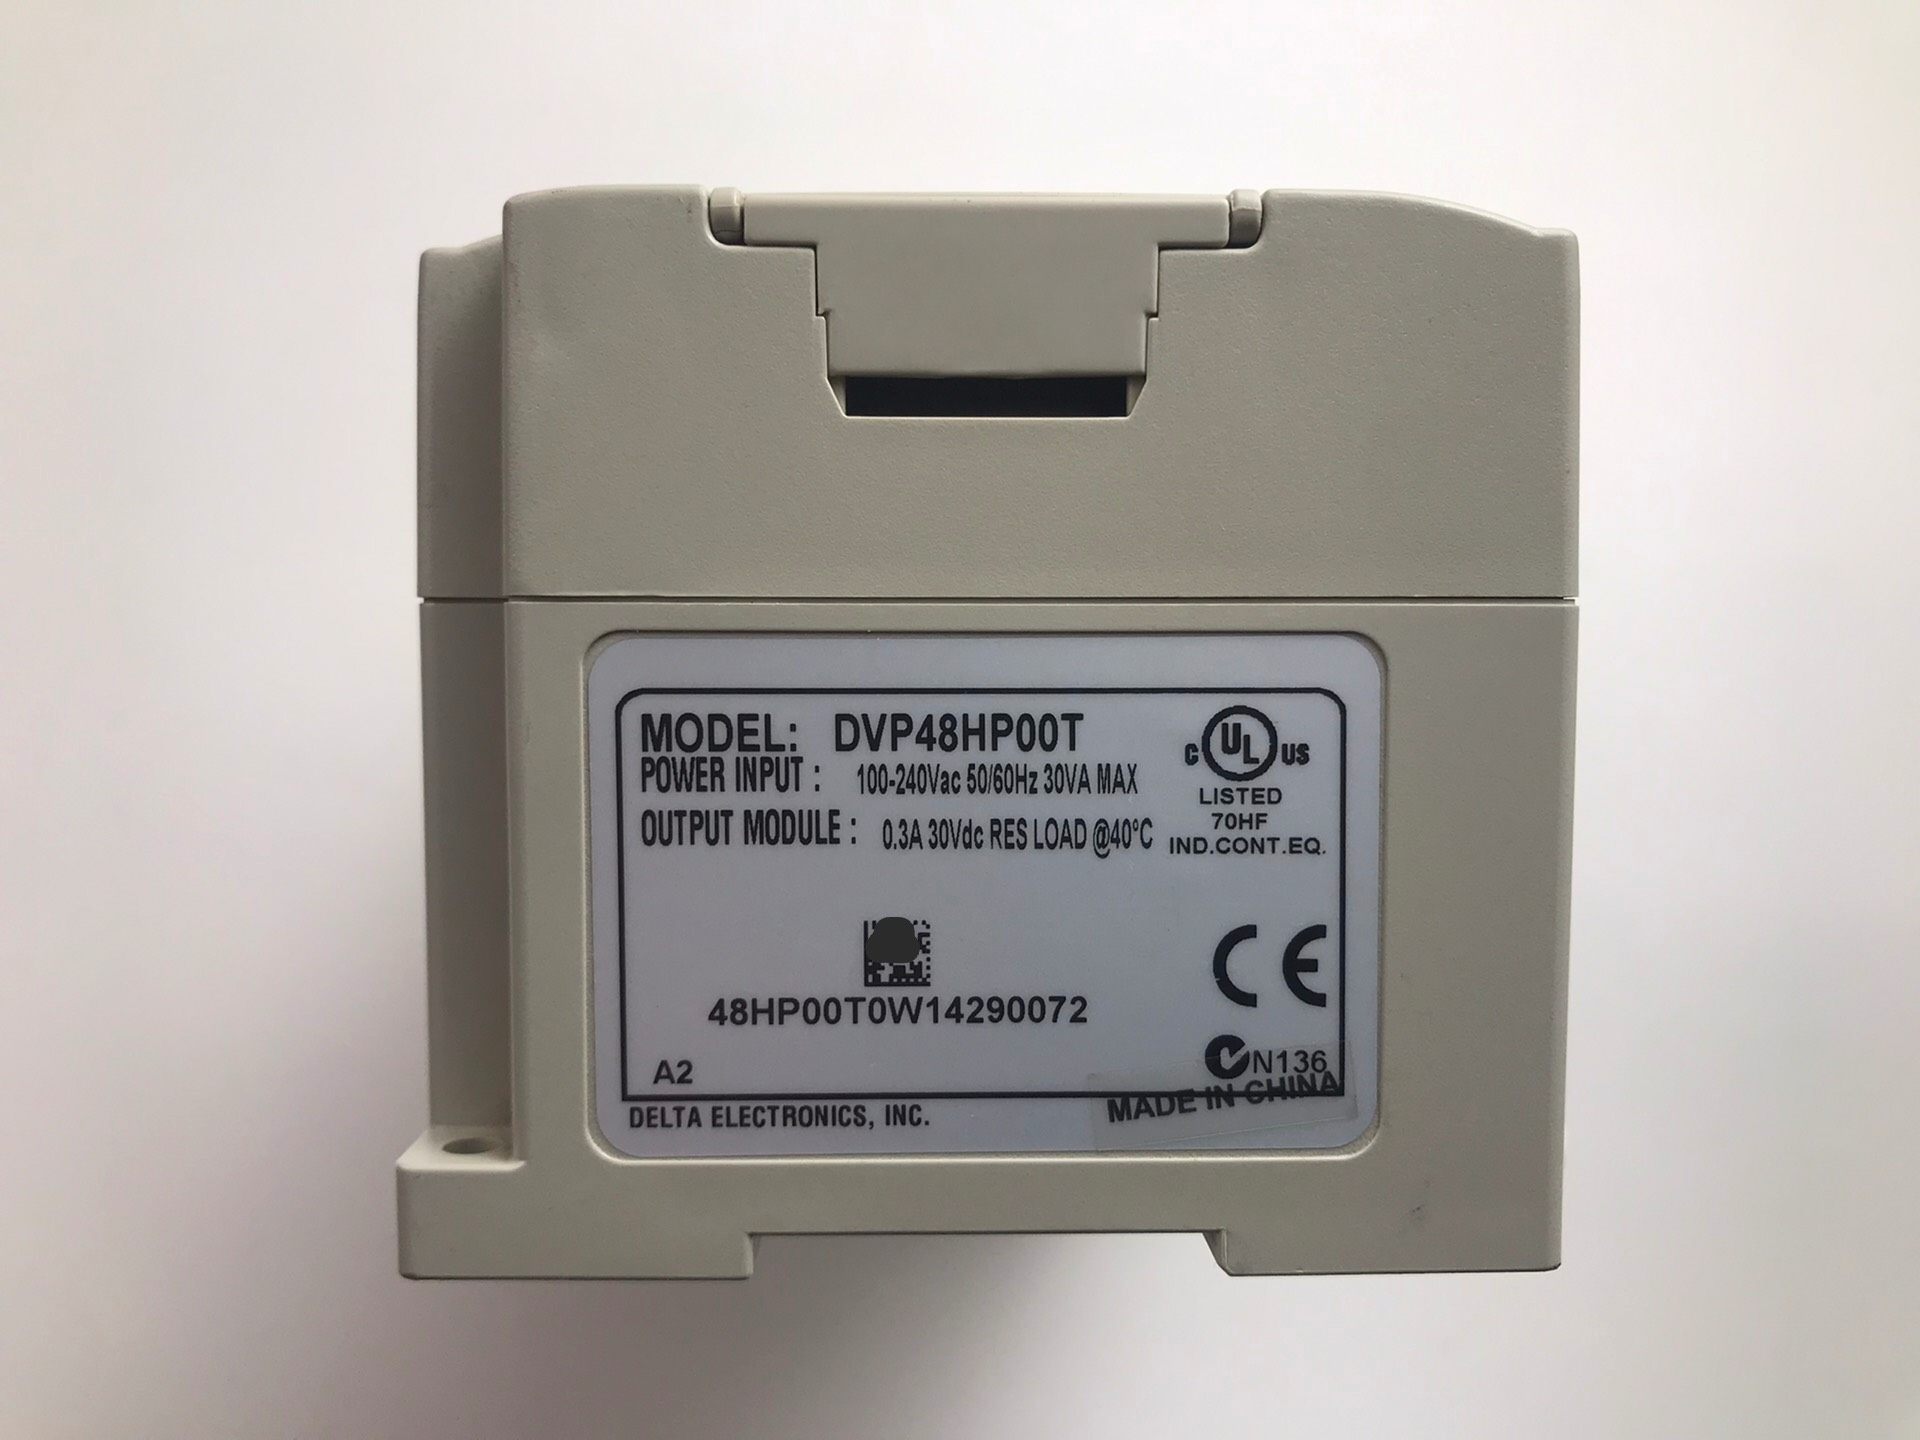 MODEL: DVP48HP00T
POWER INPUT : 100-240Vac 50/60Hz 30VA MAX
OUTPUT MODULE : 0.3A 30Vdc RES LOAD @40°C
C UL US
LISTED
70HF
IND.CONT.EQ.
CE
48HP00T0W14290072
N136
A2
MADE IN CHINA
DELTA ELECTRONICS, INC.